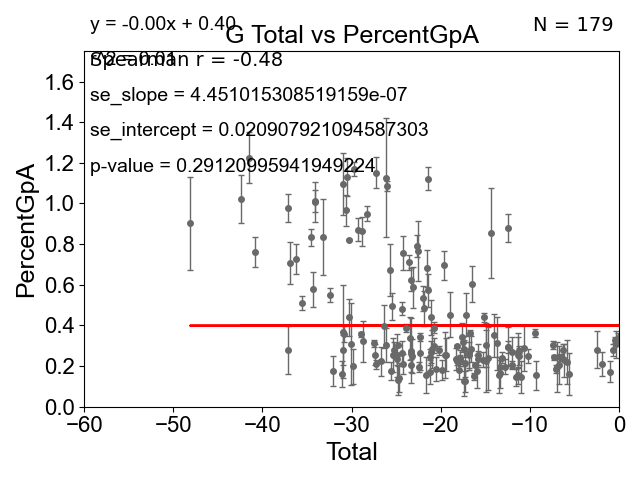 y = -0.00x + 0.40
N = 179
G Total vs PercentGpA
Spearman r = -0.48
se_slope = 4.451015308519159e-07
se_intercept = 0.020907921094587303
p-value = 0.29120995941949224
PercentGpA
1.6
1.4
1.2
1.0
0.8
0.6
0.4
0.2
0.0
−60 −50 −40 −30 −20 −10 0
Total